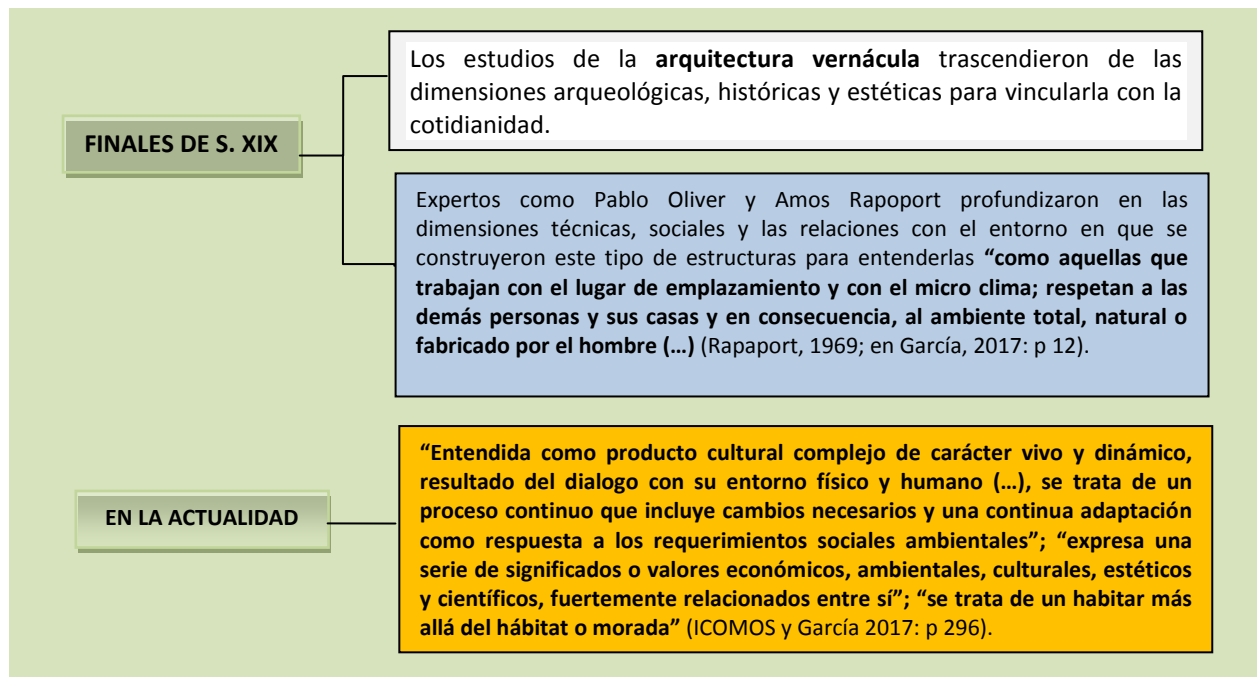 FINALES DE S. XIX
Los estudios de la arquitectura vernácula trascendieron de las
dimensiones arqueológicas, históricas y estéticas para vincularla con la
cotidianidad.
Expertos como Pablo Oliver y Amos Rapoport profundizaron en las
dimensiones técnicas, sociales y las relaciones con el entorno en que se
construyeron este tipo de estructuras para entenderlas “como aquellas que
trabajan con el lugar de emplazamiento y con el micro clima; respetan a las
demás personas y sus casas y en consecuencia, al ambiente total, natural o
fabricado por el hombre (…) (Rapaport, 1969; en García, 2017: p 12).
EN LA ACTUALIDAD
“Entendida como producto cultural complejo de carácter vivo y dinámico,
resultado del dialogo con su entorno físico y humano (…), se trata de un
proceso continuo que incluye cambios necesarios y una continua adaptación
como respuesta a los requerimientos sociales ambientales”; “expresa una
serie de significados o valores económicos, ambientales, culturales, estéticos
y científicos, fuertemente relacionados entre sí”; “se trata de un habitar más
allá del hábitat o morada” (ICOMOS y García 2017: p 296).